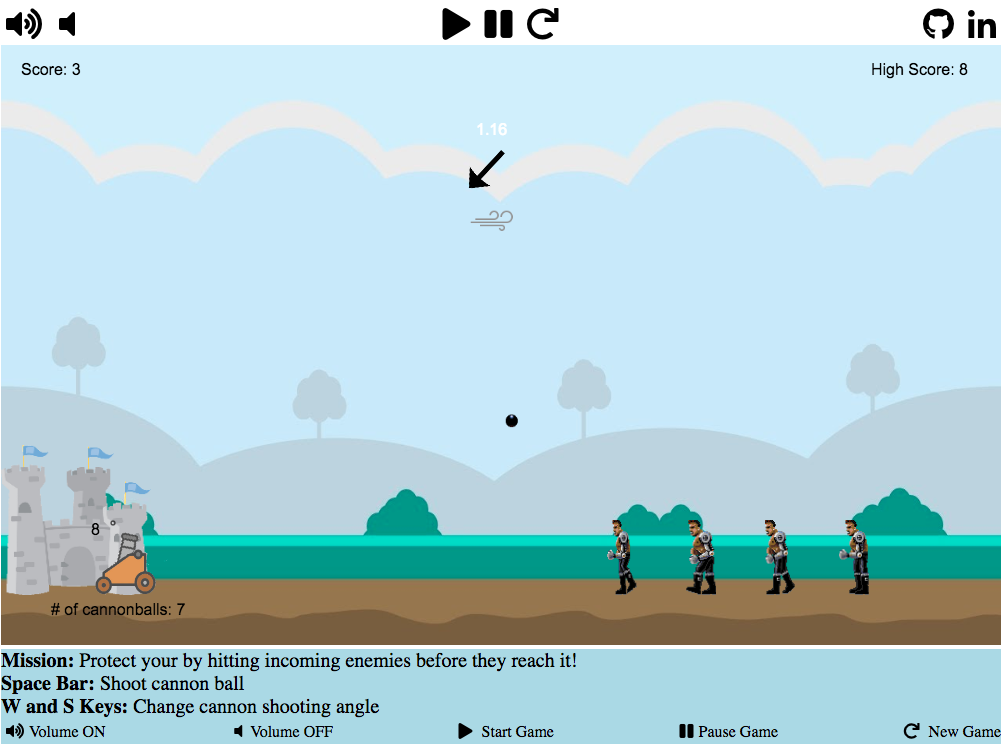 Score: 3
High Score: 8
1.16
8
# of cannonballs: 7
Mission: Protect your by hitting incoming enemies before they reach it!
Space Bar: Shoot cannon ball
W and S Keys: Change cannon shooting angle
Volume ON Volume OFF Start Game Pause Game New Game